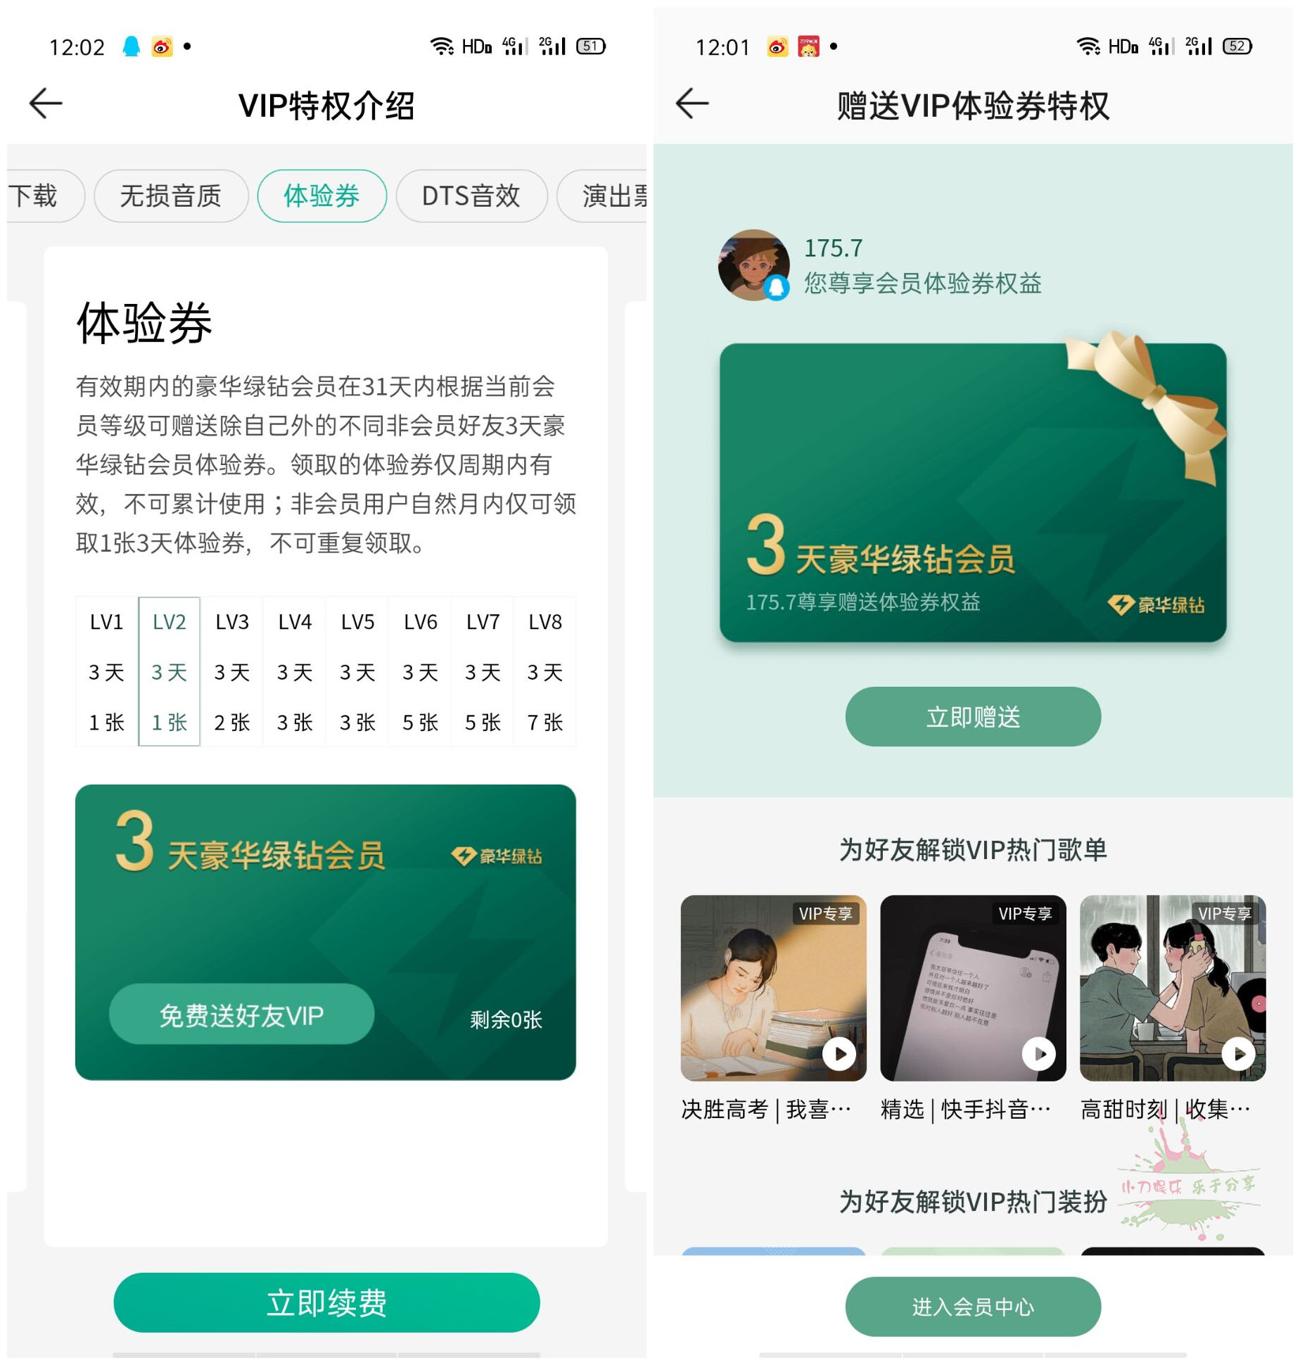 12:02
HD 4G 2G 51
VIP特权介绍
下载 无损音质 体验券 DTS音效 演出票
体验券
有效期内的豪华绿钻会员在31天内根据当前会
员等级可赠送除自己外的不同非会员好友3天豪
华绿钻会员体验券。领取的体验券仅周期内有
效，不可累计使用；非会员用户自然月内仅可领
取1张3天体验券，不可重复领取。
LV1 LV2 LV3 LV4 LV5 LV6 LV7 LV8
3 天 3 天 3 天 3 天 3 天 3 天 3 天 3 天
1 张 1 张 2 张 3 张 3 张 5 张 5 张 7 张
3 天豪华绿钻会员 豪华绿钻
免费送好友VIP 剩余0张
立即续费
12:01
HD 4G 2G 52
赠送VIP体验券特权
175.7
您尊享会员体验券权益
3 天豪华绿钻会员
175.7尊享赠送体验券权益 豪华绿钻
立即赠送
为好友解锁VIP热门歌单
VIP专享 VIP专享 VIP专享
决胜高考 | 我喜… 精选 | 快手抖音… 高甜时刻 | 收集…
小刀娱乐 乐于分享
为好友解锁VIP热门装扮
进入会员中心